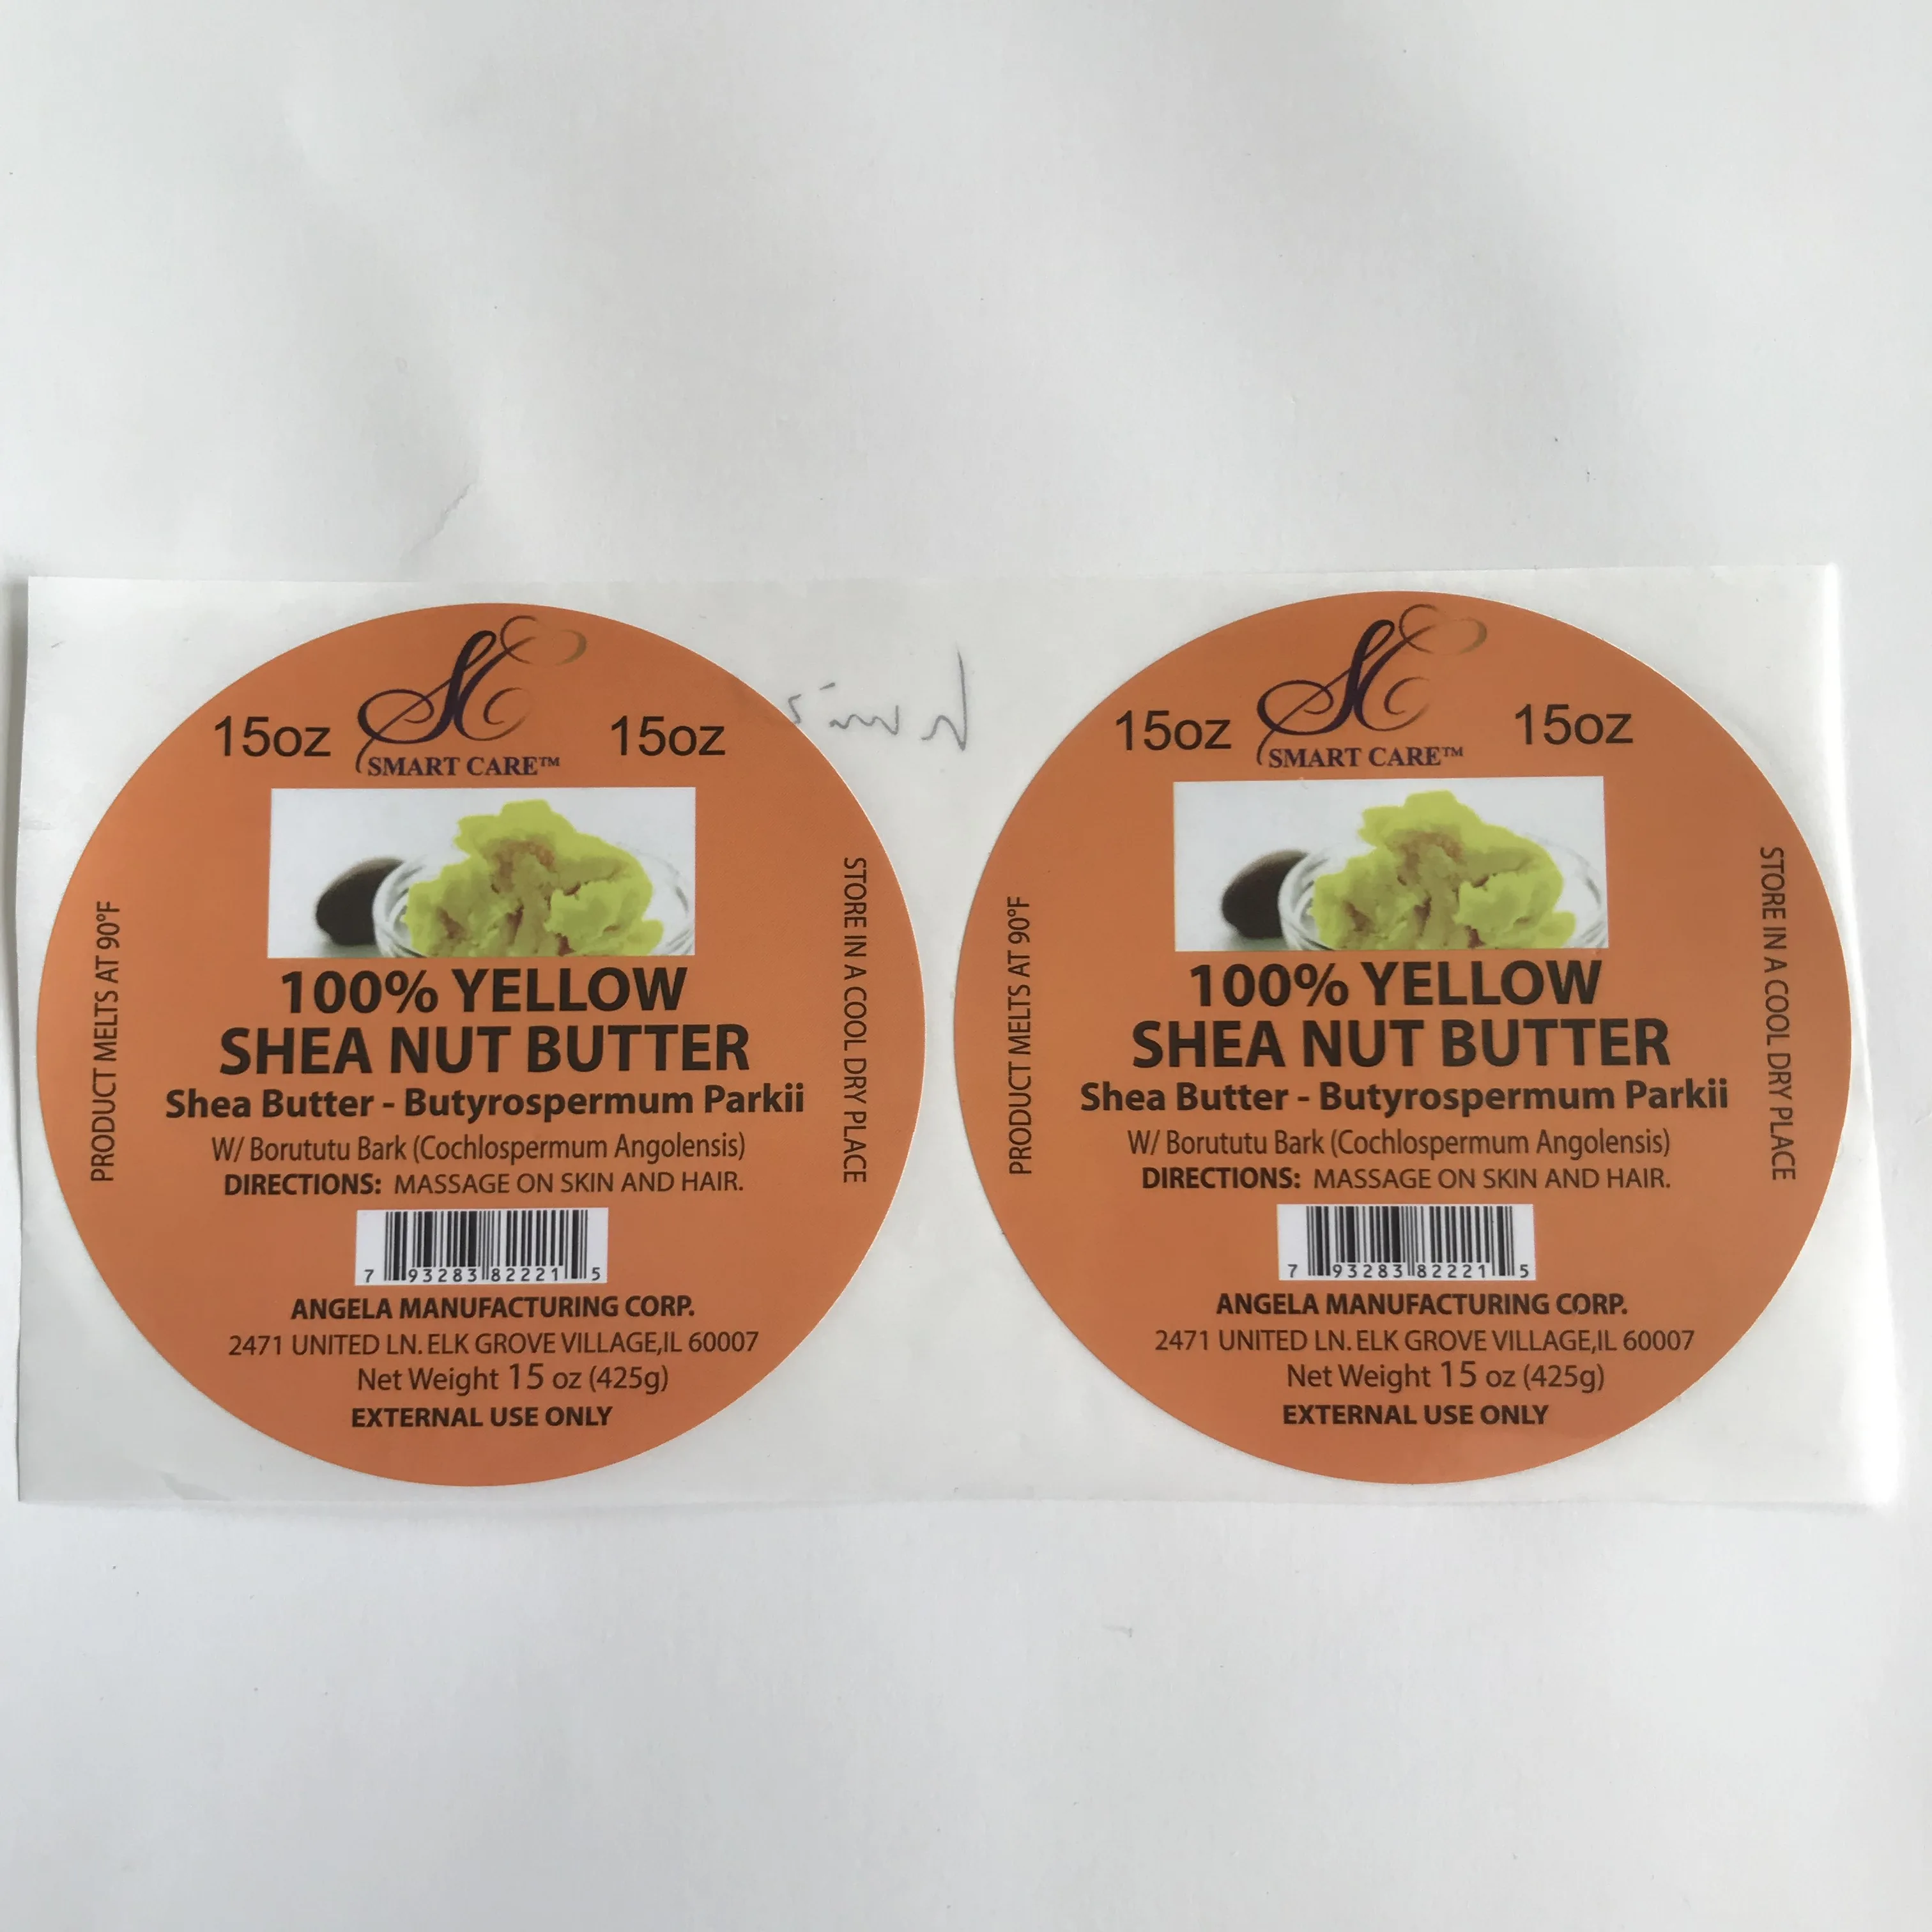 15oz
15oz
SMART CARE™
100% YELLOW
SHEA NUT BUTTER
Shea Butter - Butyrospermum Parkii
W/ Borututu Bark (Cochlospermum Angolensis)
DIRECTIONS: MASSAGE ON SKIN AND HAIR.
7 93283 82221 5
ANGELA MANUFACTURING CORP.
2471 UNITED LN. ELK GROVE VILLAGE,IL 60007
Net Weight 15 oz (425g)
EXTERNAL USE ONLY
PRODUCT MELTS AT 90°F
STORE IN A COOL DRY PLACE
15oz
15oz
SMART CARE™
100% YELLOW
SHEA NUT BUTTER
Shea Butter - Butyrospermum Parkii
W/ Borututu Bark (Cochlospermum Angolensis)
DIRECTIONS: MASSAGE ON SKIN AND HAIR.
7 93283 82221 5
ANGELA MANUFACTURING CORP.
2471 UNITED LN. ELK GROVE VILLAGE,IL 60007
Net Weight 15 oz (425g)
EXTERNAL USE ONLY
PRODUCT MELTS AT 90°F
STORE IN A COOL DRY PLACE